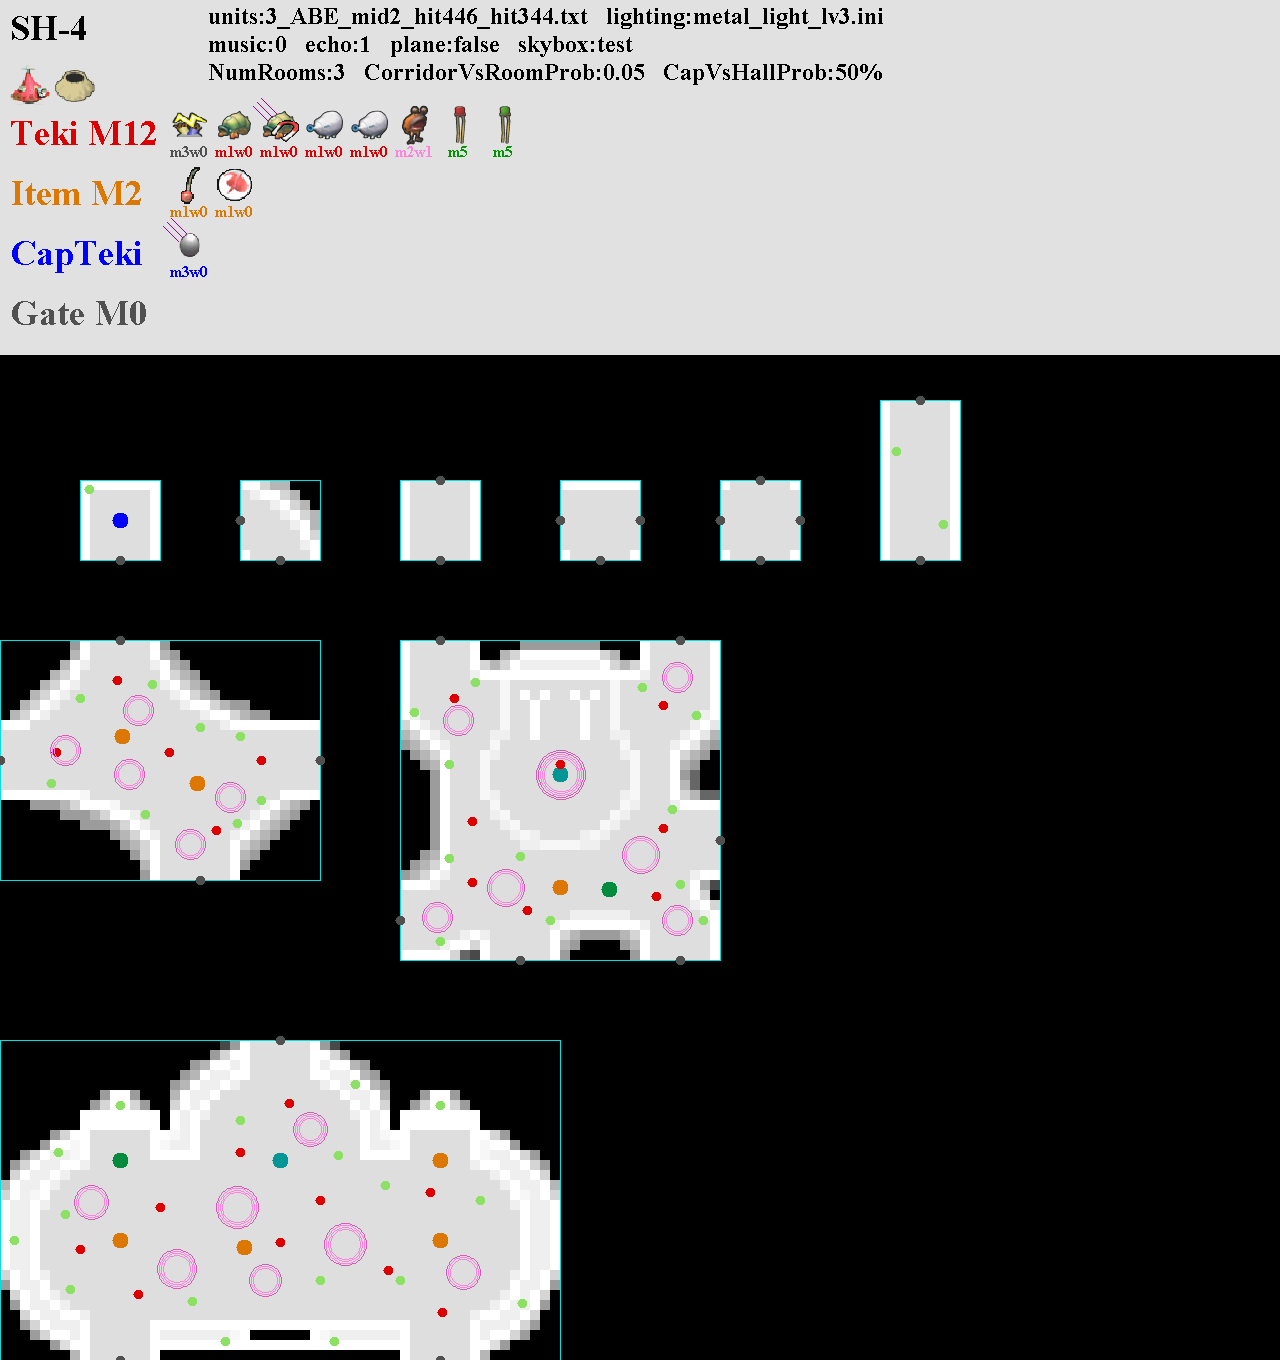 SH-4
units:3_ABE_mid2_hit446_hit344.txt lighting:metal_light_lv3.ini
music:0 echo:1 plane:false skybox:test
NumRooms:3 CorridorVsRoomProb:0.05 CapVsHallProb:50%
Teki M12
m3w0 m1w0 m1w0 m1w0 m1w0 m2w1 m5 m5
Item M2
m1w0 m1w0
CapTeki
m3w0
Gate M0